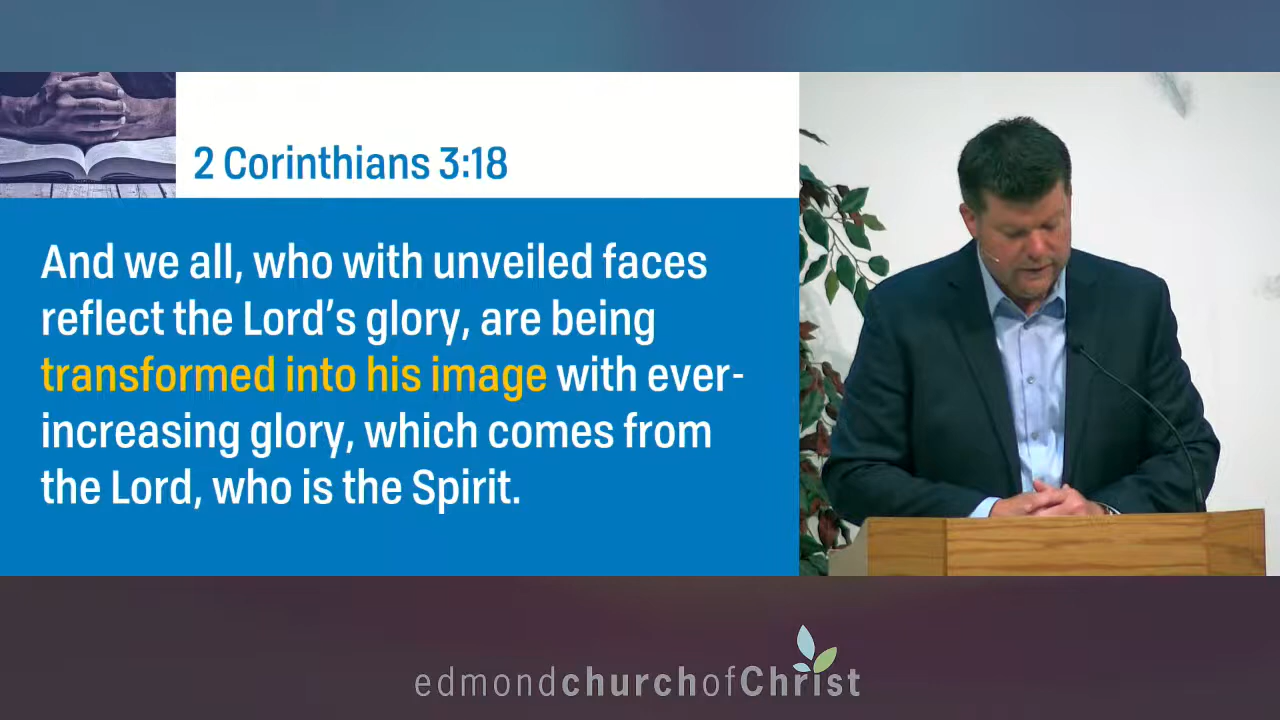 2 Corinthians 3:18
And we all, who with unveiled faces
reflect the Lord's glory, are being
transformed into his image with ever-
increasing glory, which comes from
the Lord, who is the Spirit.
edmondchurchofChrist